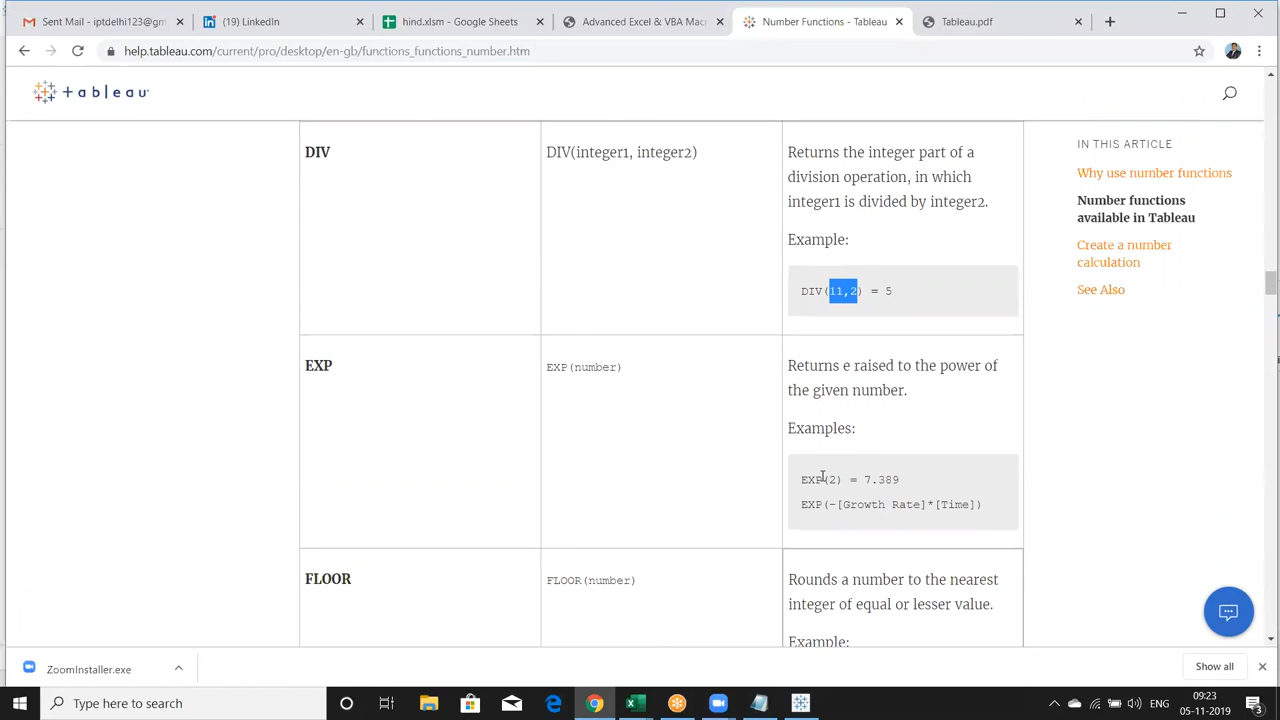 Sent Mail - iptdelhi123@gm
(19) LinkedIn
hind.xlsm - Google Sheets
Advanced Excel & VBA Mac
Number Functions - Tableau
Tableau.pdf
help.tableau.com/current/pro/desktop/en-gb/functions_functions_number.htm
+ a b l e a u
DIV
DIV(integer1, integer2)
Returns the integer part of a
division operation, in which
integer1 is divided by integer2.
Example:
DIV(11,2) = 5
EXP
EXP(number)
Returns e raised to the power of
the given number.
Examples:
EXP(2) = 7.389
EXP(-[Growth Rate]*[Time])
FLOOR
FLOOR(number)
Rounds a number to the nearest
integer of equal or lesser value.
Example:
IN THIS ARTICLE
Why use number functions
Number functions
available in Tableau
Create a number
calculation
See Also
ZoomInstaller.exe
Show all
Type here to search
ENG
09:23
05-11-2019
3